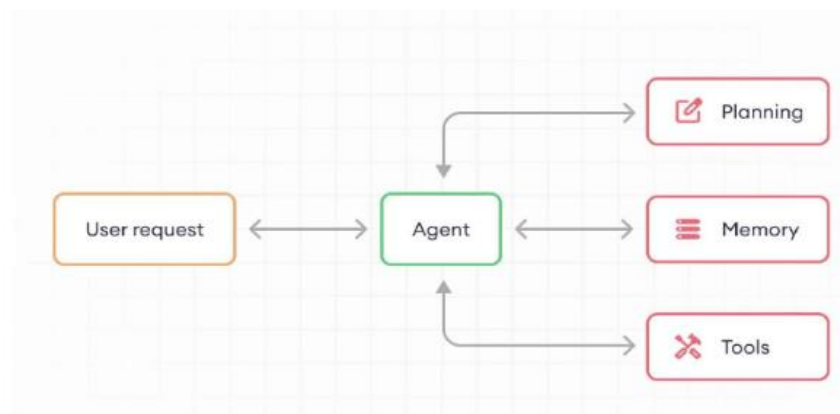 Planning
User request
Agent
Memory
Tools